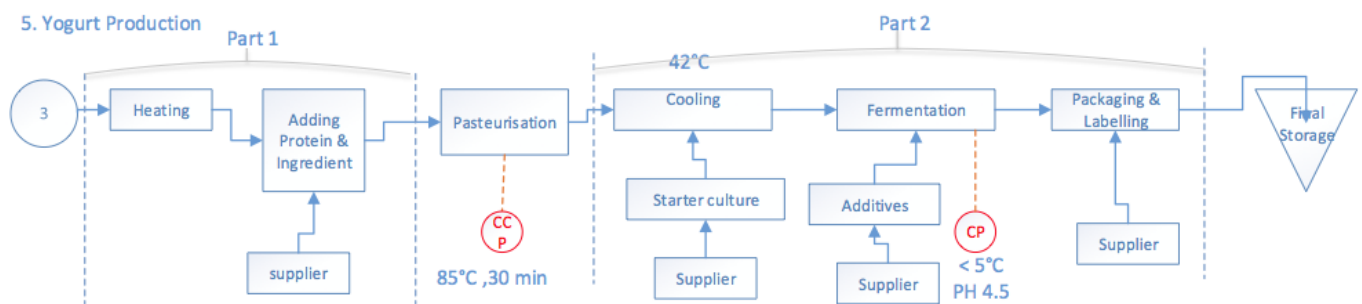 5. Yogurt Production
Part 1
Part 2
3
Heating
Adding
Protein &
Ingredient
supplier
Pasteurisation
CC
P
85°C ,30 min
42°C
Cooling
Starter culture
Supplier
Fermentation
Additives
Supplier
CP
< 5°C
PH 4.5
Packaging &
Labelling
Supplier
Final
Storage